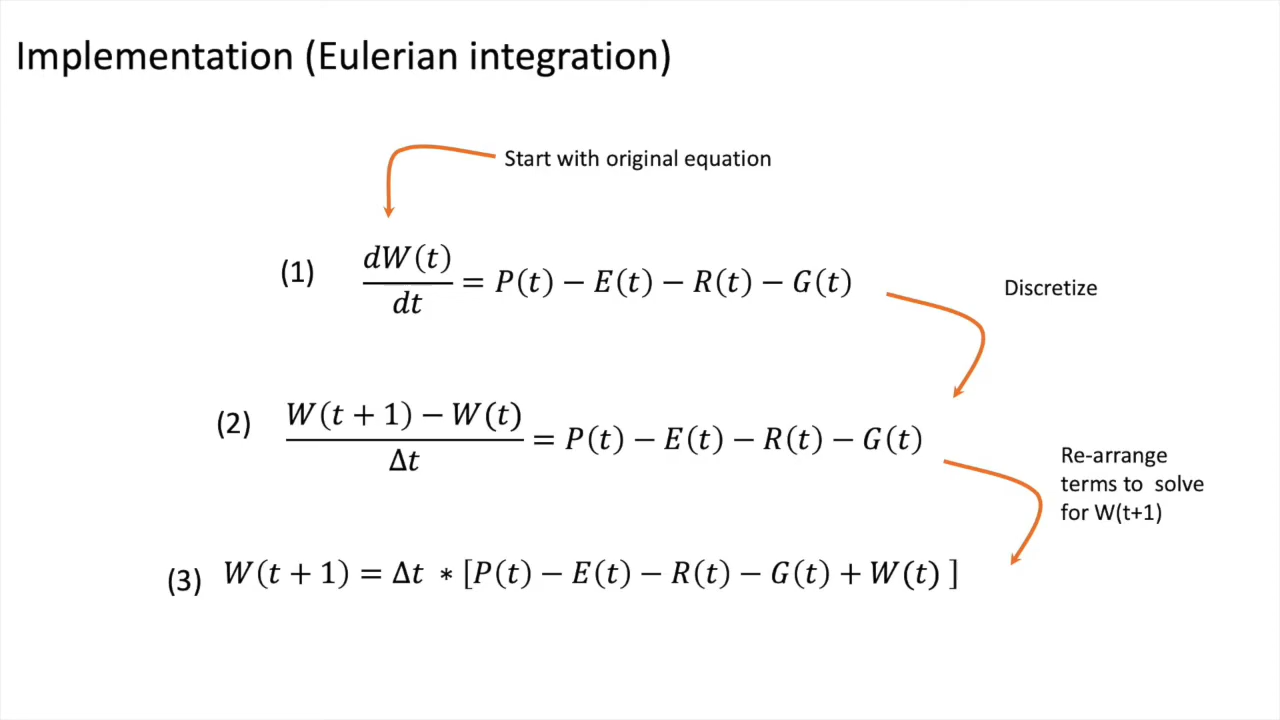 Implementation (Eulerian integration)
Start with original equation
(1) dW(t)/dt = P(t) − E(t) − R(t) − G(t)
Discretize
(2) W(t + 1) − W(t)/Δt = P(t) − E(t) − R(t) − G(t)
Re-arrange
terms to solve
for W(t+1)
(3) W(t + 1) = Δt ∗ [P(t) − E(t) − R(t) − G(t) + W(t) ]